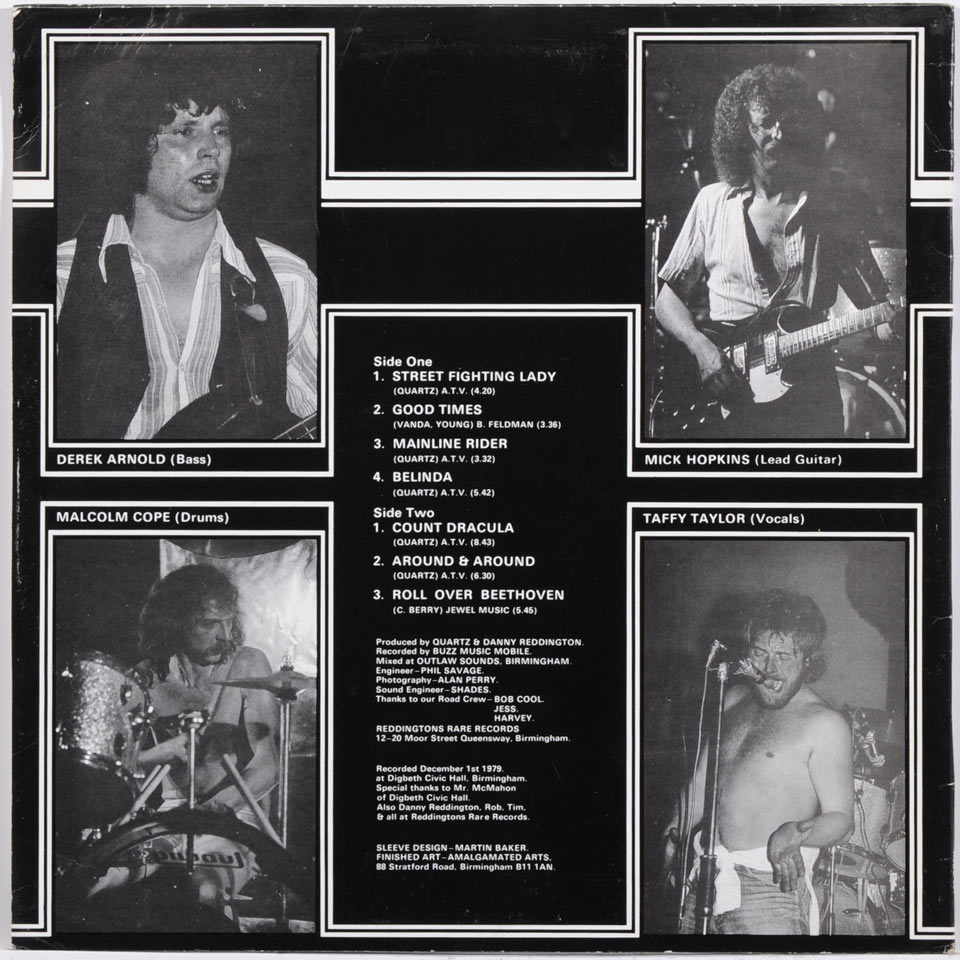 DEREK ARNOLD (Bass)
MICK HOPKINS (Lead Guitar)
MALCOLM COPE (Drums)
TAFFY TAYLOR (Vocals)
Side One
1. STREET FIGHTING LADY
(QUARTZ) A.T.V. (4.20)
2. GOOD TIMES
(VANDA, YOUNG) B. FELDMAN (3.36)
3. MAINLINE RIDER
(QUARTZ) A.T.V. (3.32)
4. BELINDA
(QUARTZ) A.T.V. (5.42)
Side Two
1. COUNT DRACULA
(QUARTZ) A.T.V. (8.43)
2. AROUND & AROUND
(QUARTZ) A.T.V. (6.30)
3. ROLL OVER BEETHOVEN
(C. BERRY) JEWEL MUSIC (5.45)
Produced by QUARTZ & DANNY REDDINGTON.
Recorded by BUZZ MUSIC MOBILE.
Mixed at OUTLAW SOUNDS, BIRMINGHAM.
Engineer–PHIL SAVAGE.
Photography–ALAN PERRY.
Sound Engineer–SHADES.
Thanks to our Road Crew–BOB COOL.
JESS.
HARVEY.
REDDINGTONS RARE RECORDS
12-20 Moor Street Queensway, Birmingham.
Recorded December 1st 1979.
at Digbeth Civic Hall, Birmingham.
Special thanks to Mr. McMahon
of Digbeth Civic Hall.
Also Danny Reddington, Rob, Tim,
& all at Reddingtons Rare Records.
SLEEVE DESIGN–MARTIN BAKER.
FINISHED ART–AMALGAMATED ARTS.
88 Stratford Road, Birmingham B11 1AN.